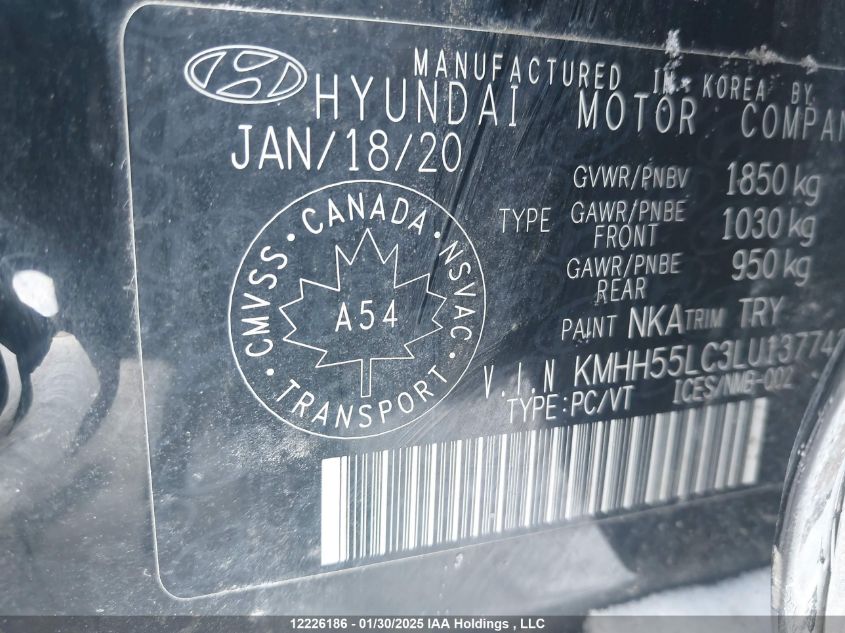 MANUFACTURED IN KOREA BY
HYUNDAI MOTOR COMPAN
JAN/18/20
GVWR/PNBV 1850 kg
TYPE GAWR/PNBE FRONT 1030 kg
GAWR/PNBE REAR 950 kg
PAINT NKA TRIM TRY
V.I.N KMHH55LC3LU13774
TYPE:PC/VT ICES/NMB-002
CMVSS · CANADA · NSVAC · TRANSPORT
A54
12226186 - 01/30/2025 IAA Holdings , LLC